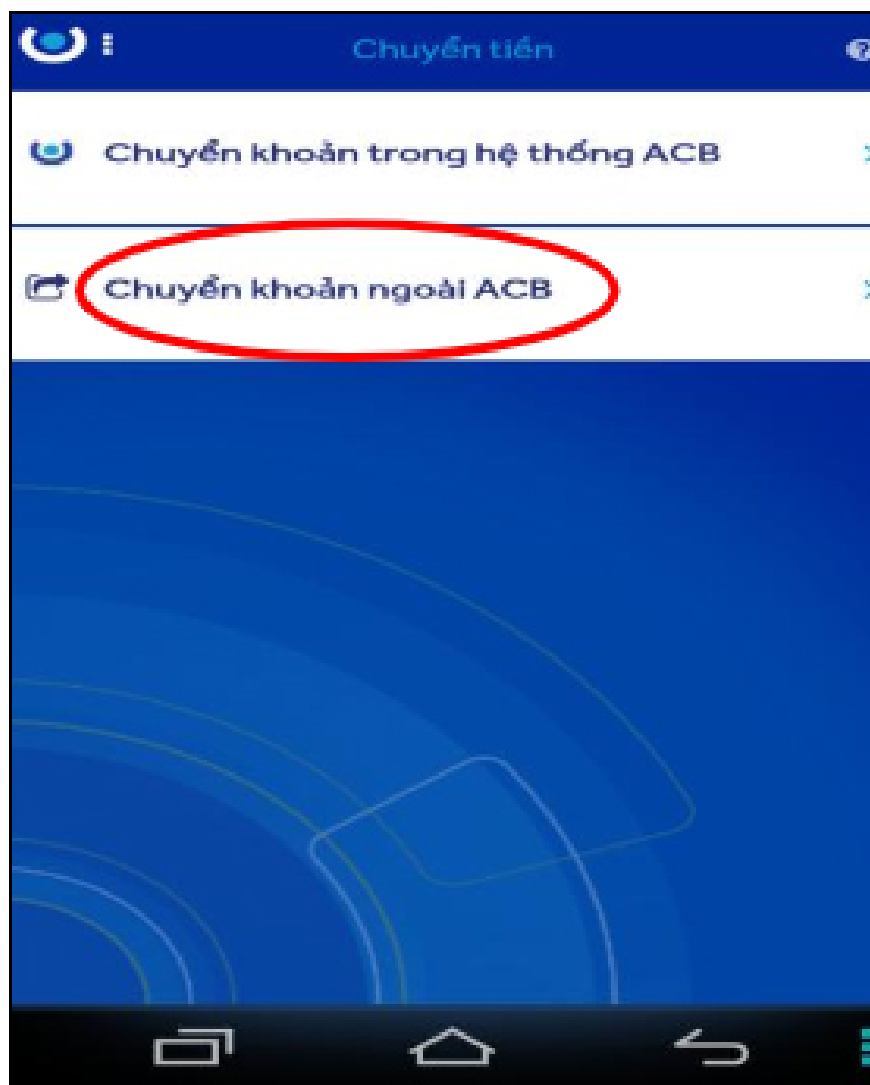 Chuyển tiền
Chuyển khoản trong hệ thống ACB
Chuyển khoản ngoài ACB